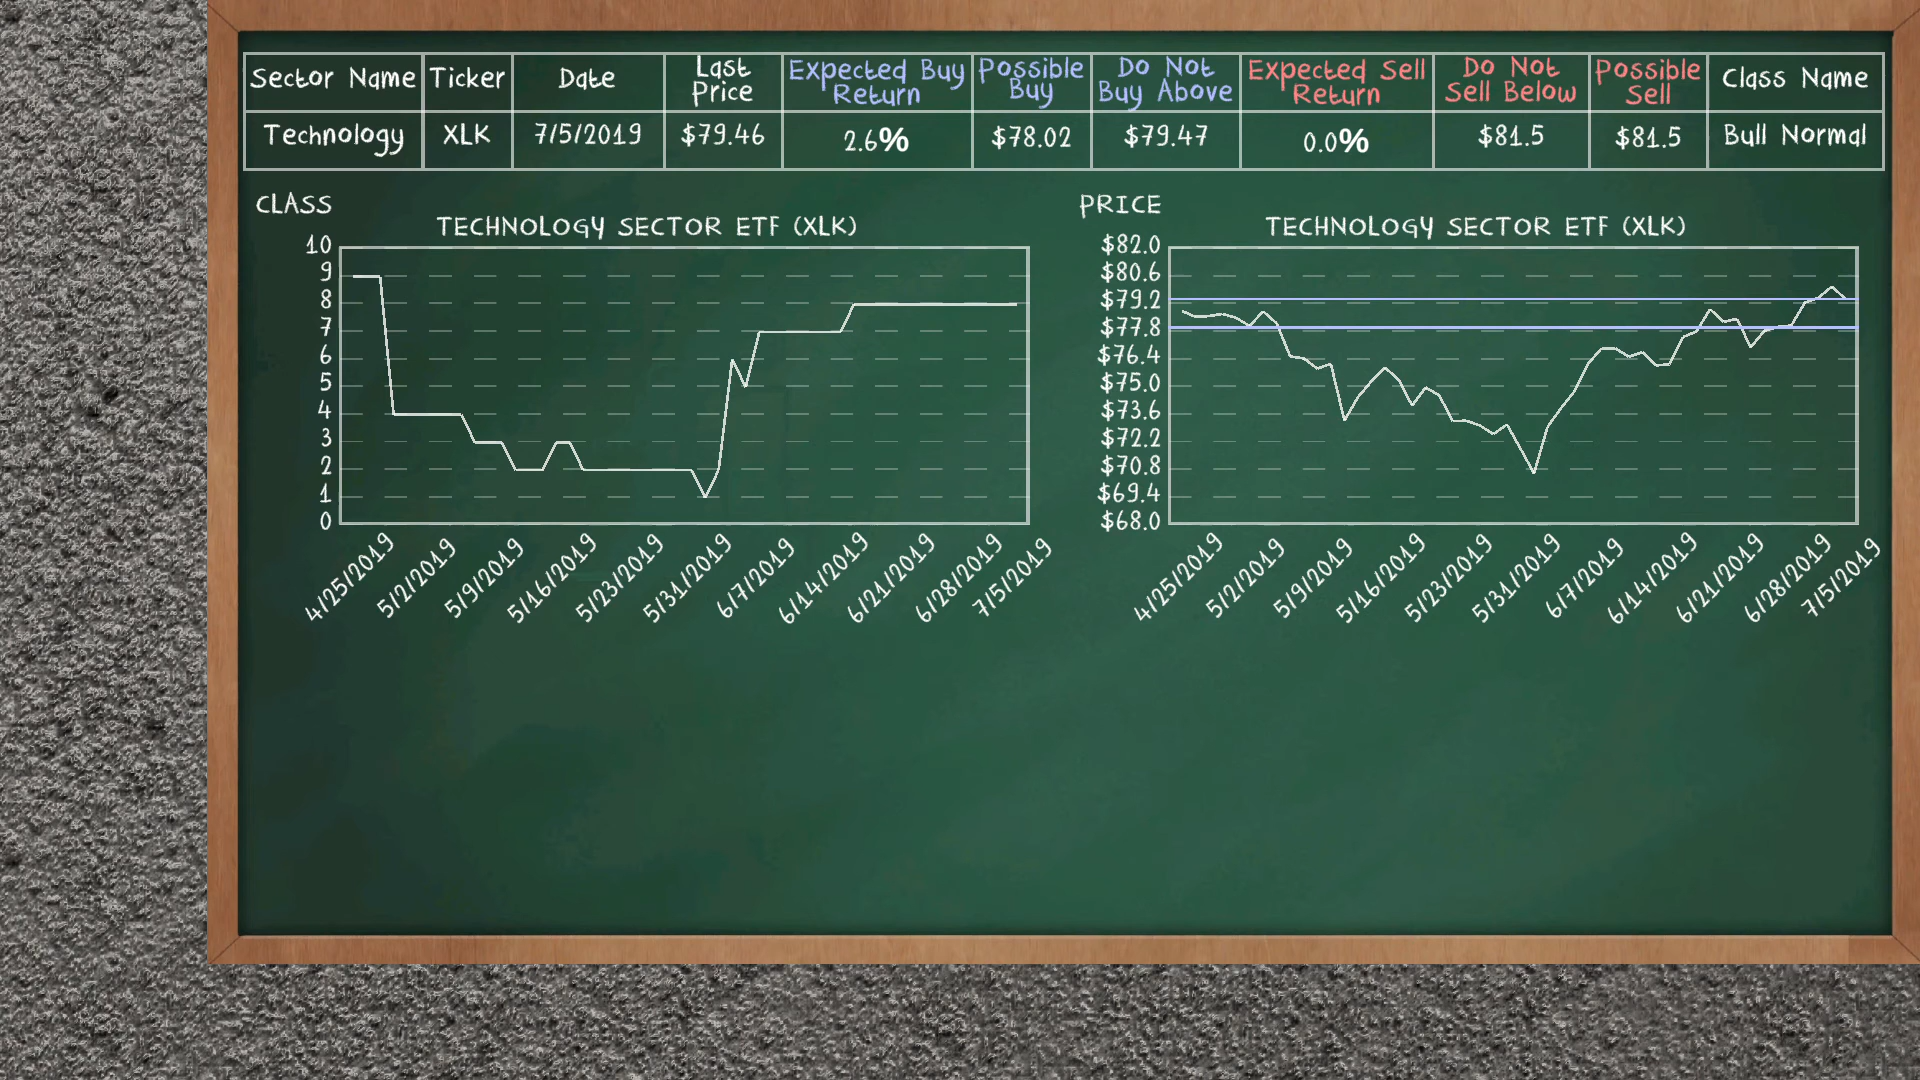 Sector Name Ticker Date Last Price Expected Buy Return Possible Buy Do Not Buy Above Expected Sell Return Do Not Sell Below Possible Sell Class Name
Technology XLK 7/5/2019 $79.46 2.6% $78.02 $79.47 0.0% $81.5 $81.5 Bull Normal
CLASS
TECHNOLOGY SECTOR ETF (XLK)
10
9
8
7
6
5
4
3
2
1
0
4/25/2019 5/2/2019 5/9/2019 5/16/2019 5/23/2019 5/31/2019 6/7/2019 6/14/2019 6/21/2019 6/28/2019 7/5/2019
PRICE
TECHNOLOGY SECTOR ETF (XLK)
$82.0
$80.6
$79.2
$77.8
$76.4
$75.0
$73.6
$72.2
$70.8
$69.4
$68.0
4/25/2019 5/2/2019 5/9/2019 5/16/2019 5/23/2019 5/31/2019 6/7/2019 6/14/2019 6/21/2019 6/28/2019 7/5/2019